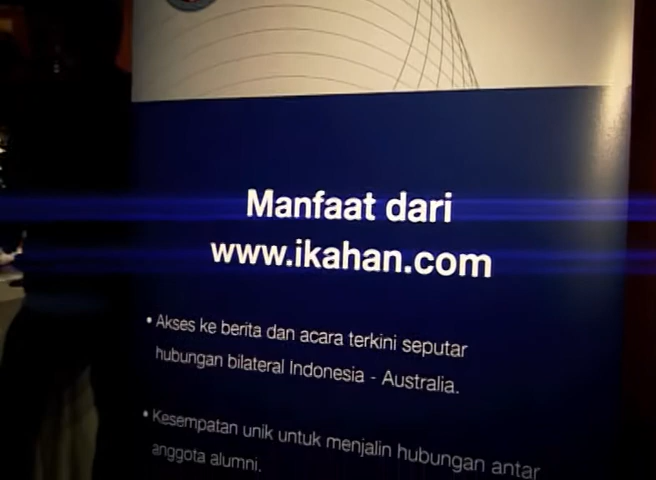 Manfaat dari
www.ikahan.com
• Akses ke berita dan acara terkini seputar
hubungan bilateral Indonesia - Australia.
• Kesempatan unik untuk menjalin hubungan antar
anggota alumni.